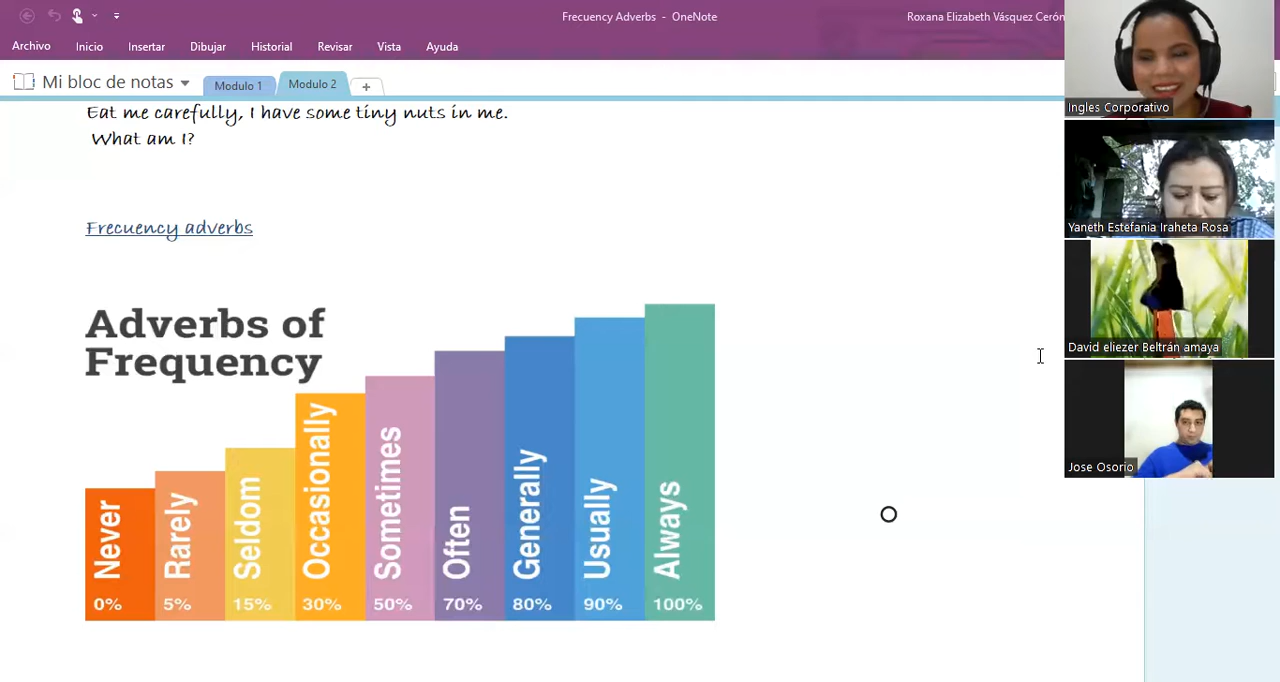 Frecuency Adverbs - OneNote
Roxana Elizabeth Vásquez Cerón
Archivo Inicio Insertar Dibujar Historial Revisar Vista Ayuda
Mi bloc de notas Modulo 1 Modulo 2 +
Eat me carefully, I have some tiny nuts in me.
What am I?
Frecuency adverbs
Adverbs of
Frequency
Never
0%
Rarely
5%
Seldom
15%
Occasionally
30%
Sometimes
50%
Often
70%
Generally
80%
Usually
90%
Always
100%
Ingles Corporativo
Yaneth Estefania Iraheta Rosa
David eliezer Beltrán amaya
Jose Osorio